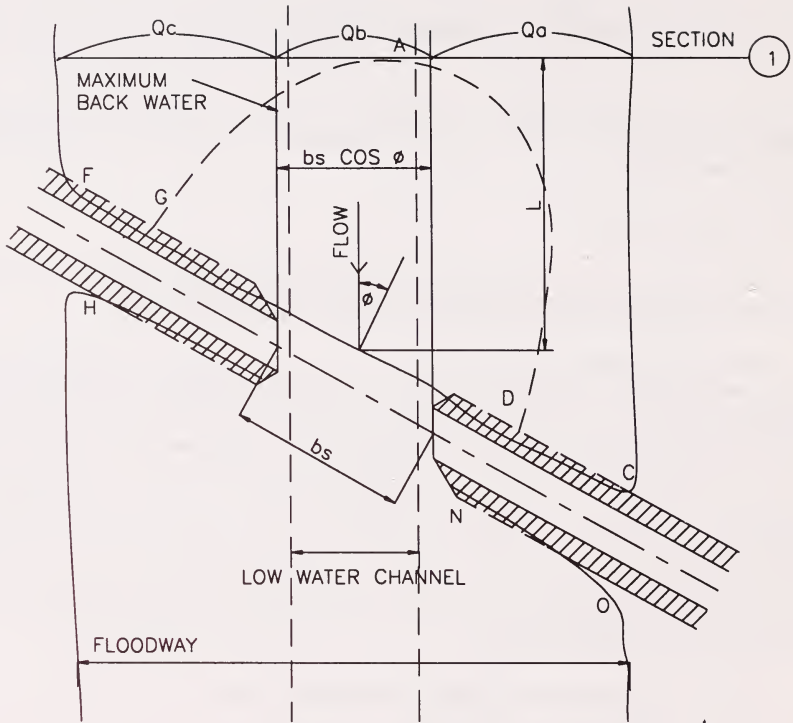 Qc Qb Qa SECTION 1
A
MAXIMUM
BACK WATER
bs COS ø
F
G
L
FLOW
ø
H
D
bs
C
N
LOW WATER CHANNEL
O
FLOODWAY